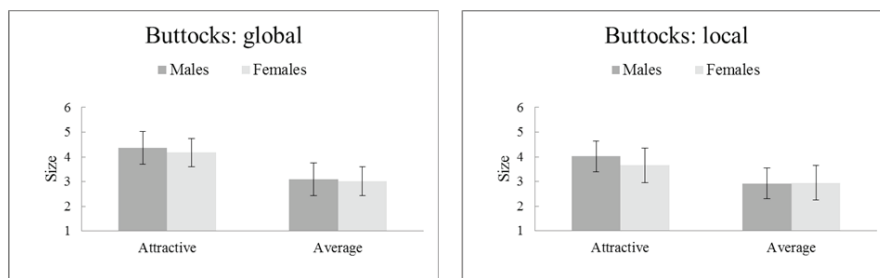 Buttocks: global
Males Females
6
5
4
3
2
1
Size
Attractive Average
Buttocks: local
Males Females
6
5
4
3
2
1
Size
Attractive Average